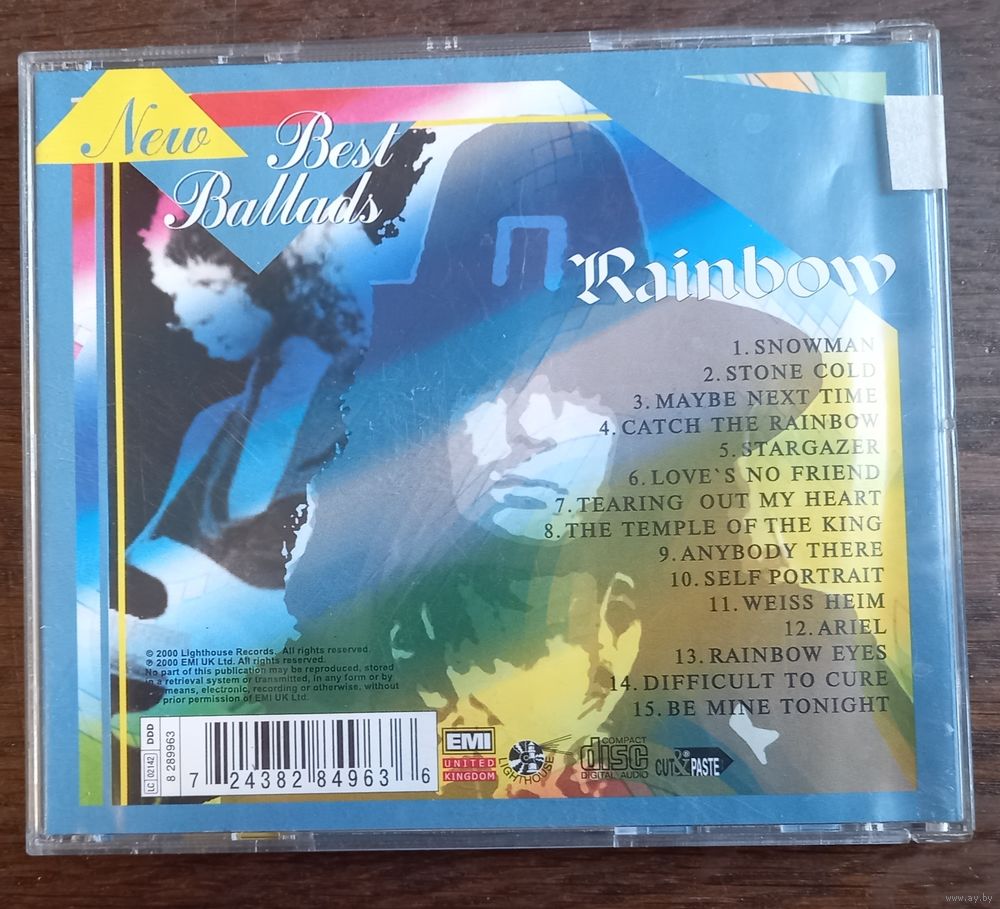 New
Best
Ballads
Rainbow
1. SNOWMAN
2. STONE COLD
3. MAYBE NEXT TIME
4. CATCH THE RAINBOW
5. STARGAZER
6. LOVE`S NO FRIEND
7. TEARING OUT MY HEART
8. THE TEMPLE OF THE KING
9. ANYBODY THERE
10. SELF PORTRAIT
11. WEISS HEIM
12. ARIEL
13. RAINBOW EYES
14. DIFFICULT TO CURE
15. BE MINE TONIGHT
© 2000 Lighthouse Records. All rights reserved.
℗ 2000 EMI UK Ltd. All rights reserved.
No part of this publication may be reproduced, stored
in a retrieval system or transmitted, in any form or by
means, electronic, recording or otherwise, without
prior permission of EMI UK Ltd.
LC 02142 DDD
8 289963
7 24382 84963 6
EMI
UNITED
KINGDOM
LIGHTHOUSE
COMPACT
disc
DIGITAL AUDIO
CUT&PASTE®
www.ay.by